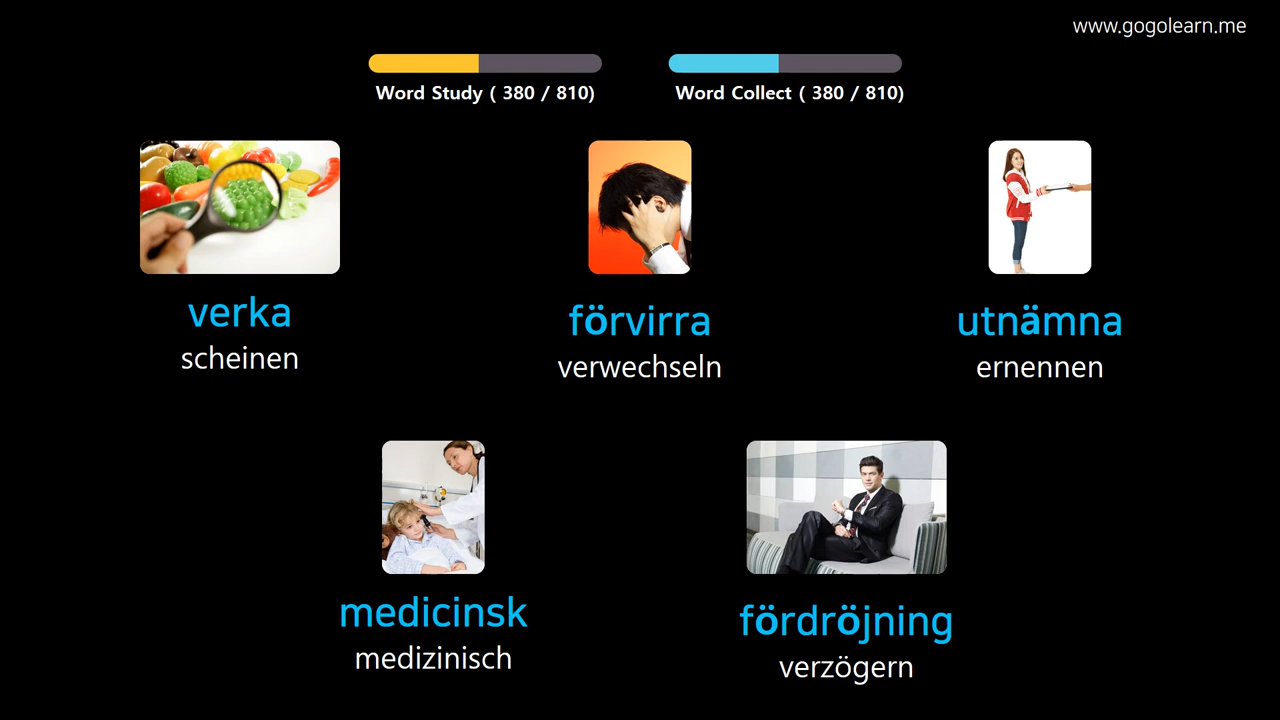 www.gogolearn.me
Word Study ( 380 / 810)
Word Collect ( 380 / 810)
verka
scheinen
förvirra
verwechseln
utnämna
ernennen
medicinsk
medizinisch
fördröjning
verzögern